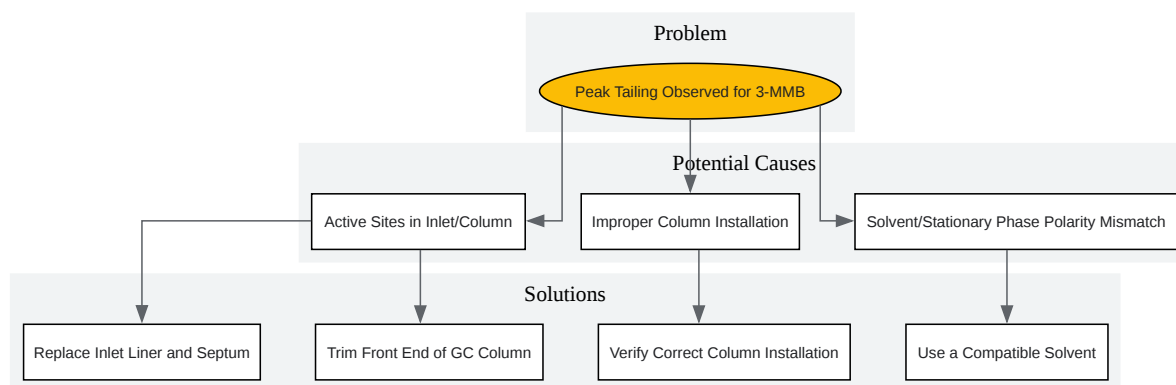 Problem
Peak Tailing Observed for 3-MMB
Potential Causes
Active Sites in Inlet/Column
Improper Column Installation
Solvent/Stationary Phase Polarity Mismatch
Solutions
Replace Inlet Liner and Septum
Trim Front End of GC Column
Verify Correct Column Installation
Use a Compatible Solvent